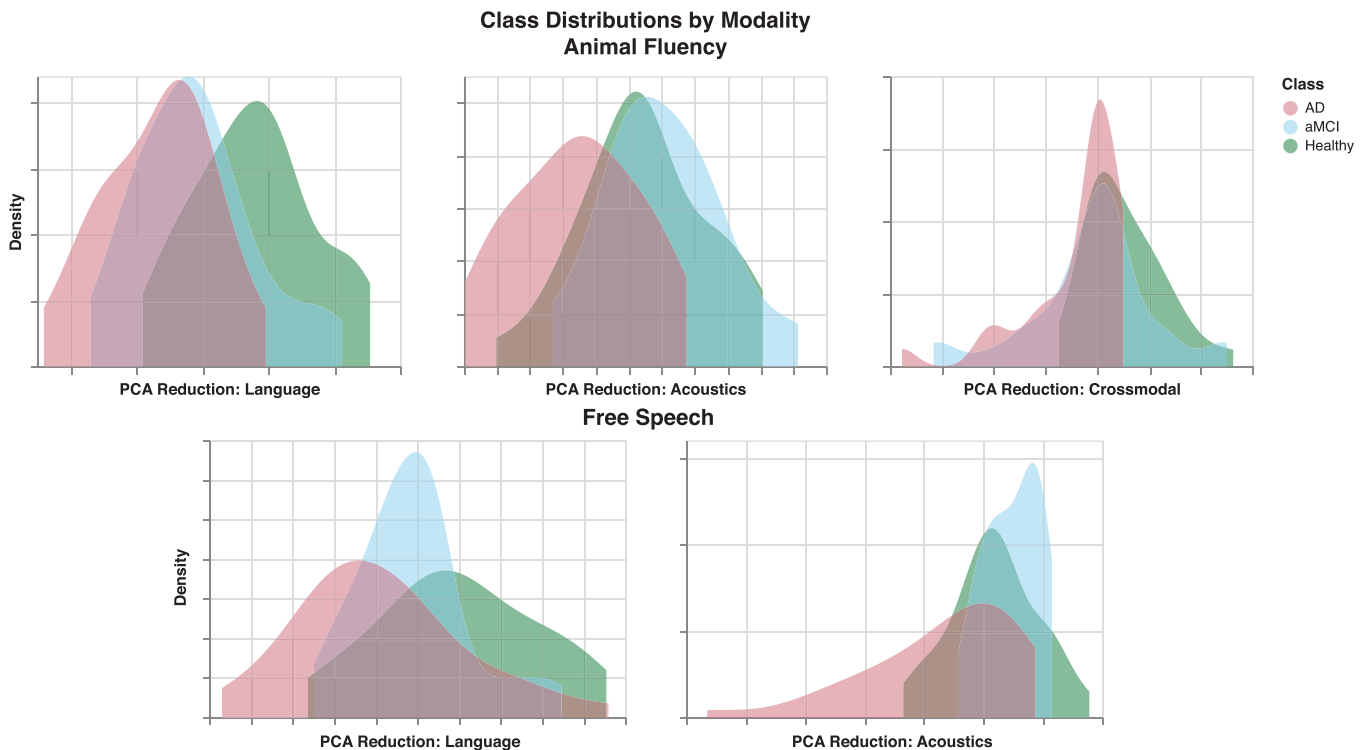 Class Distributions by Modality
Animal Fluency
Class
AD
aMCI
Healthy
Density
PCA Reduction: Language
PCA Reduction: Acoustics
PCA Reduction: Crossmodal
Free Speech
Density
PCA Reduction: Language
PCA Reduction: Acoustics